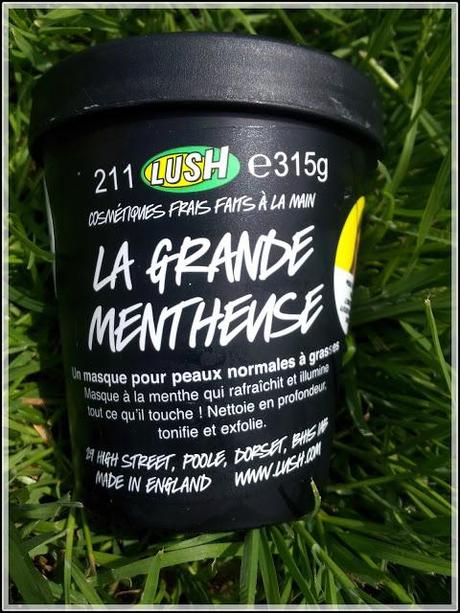 211 LUSH e315g
COSMÉTIQUES FRAIS FAITS À LA MAIN
LA GRANDE
MENTHEUSE
Un masque pour peaux normales à grasses
Masque à la menthe qui rafraîchit et illumine
tout ce qu'il touche ! Nettoie en profondeur,
tonifie et exfolie.
29 HIGH STREET, POOLE, DORSET, BH15 1AB
MADE IN ENGLAND WWW.LUSH.COM